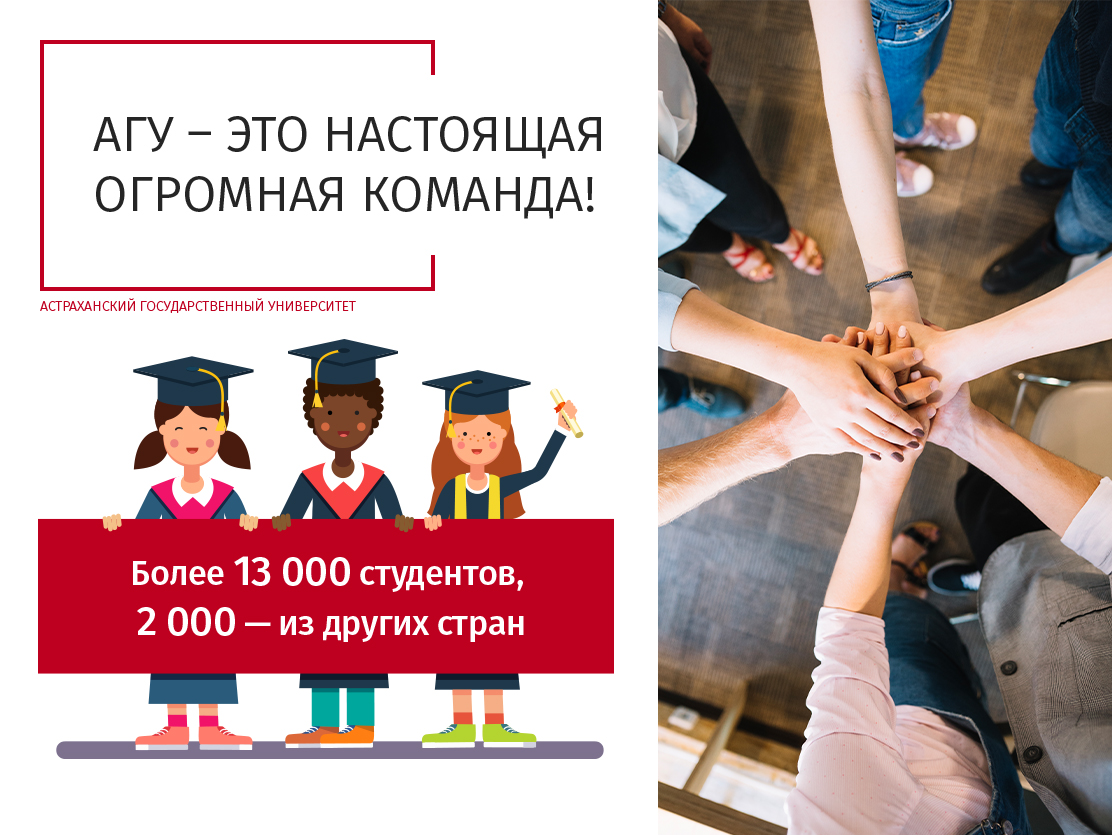 АГУ – ЭТО НАСТОЯЩАЯ
ОГРОМНАЯ КОМАНДА!
АСТРАХАНСКИЙ ГОСУДАРСТВЕННЫЙ УНИВЕРСИТЕТ
Более 13 000 студентов,
2 000 — из других стран